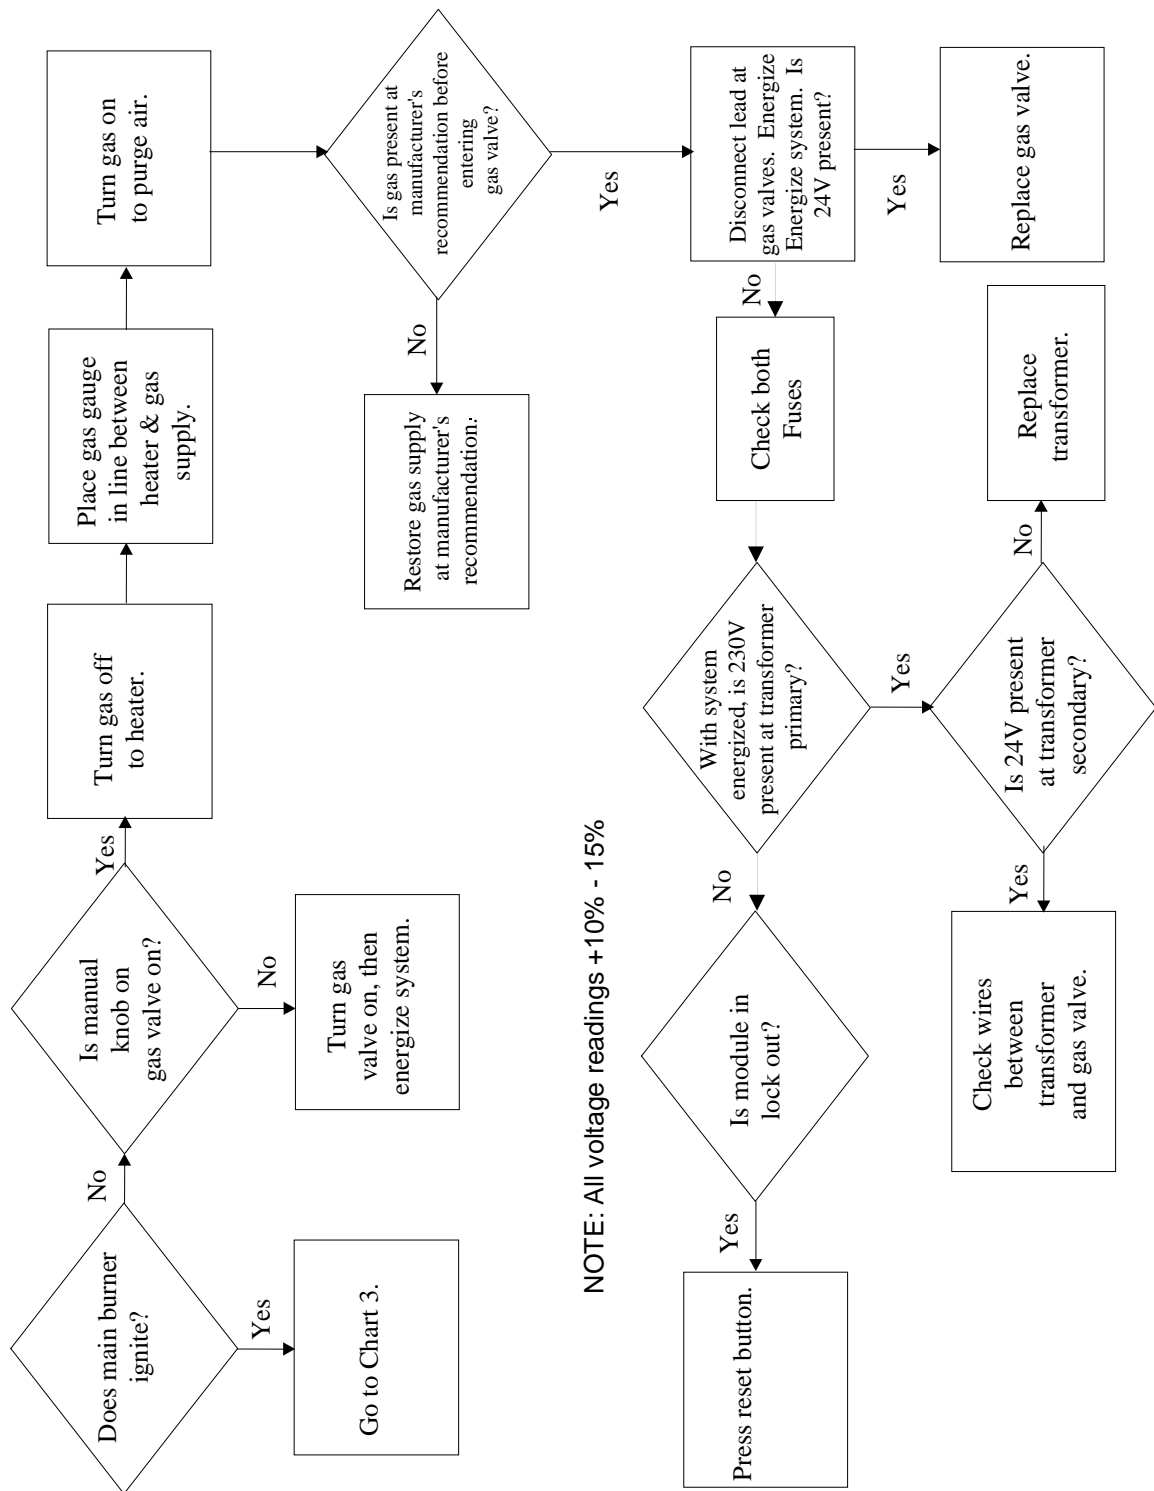 Does main burner
ignite?
No
Yes
Go to Chart 3.
Is manual
knob on
gas valve on?
Yes
No
Turn gas
valve on, then
energize system.
Turn gas off
to heater.
Place gas gauge
in line between
heater & gas
supply.
Turn gas on
to purge air.
Is gas present at
manufacturer's
recommendation before
entering
gas valve?
No
Yes
Restore gas supply
at manufacturer's
recommendation.
Disconnect lead at
gas valves. Energize
Energize system. Is
24V present?
No
Yes
Replace gas valve.
Check both
Fuses
With system
energized, is 230V
present at transformer
primary?
No
Yes
Is 24V present
at transformer
secondary?
No
Yes
Replace
transformer.
Check wires
between
transformer
and gas valve.
Is module in
lock out?
Yes
Press reset button.
NOTE: All voltage readings +10% - 15%